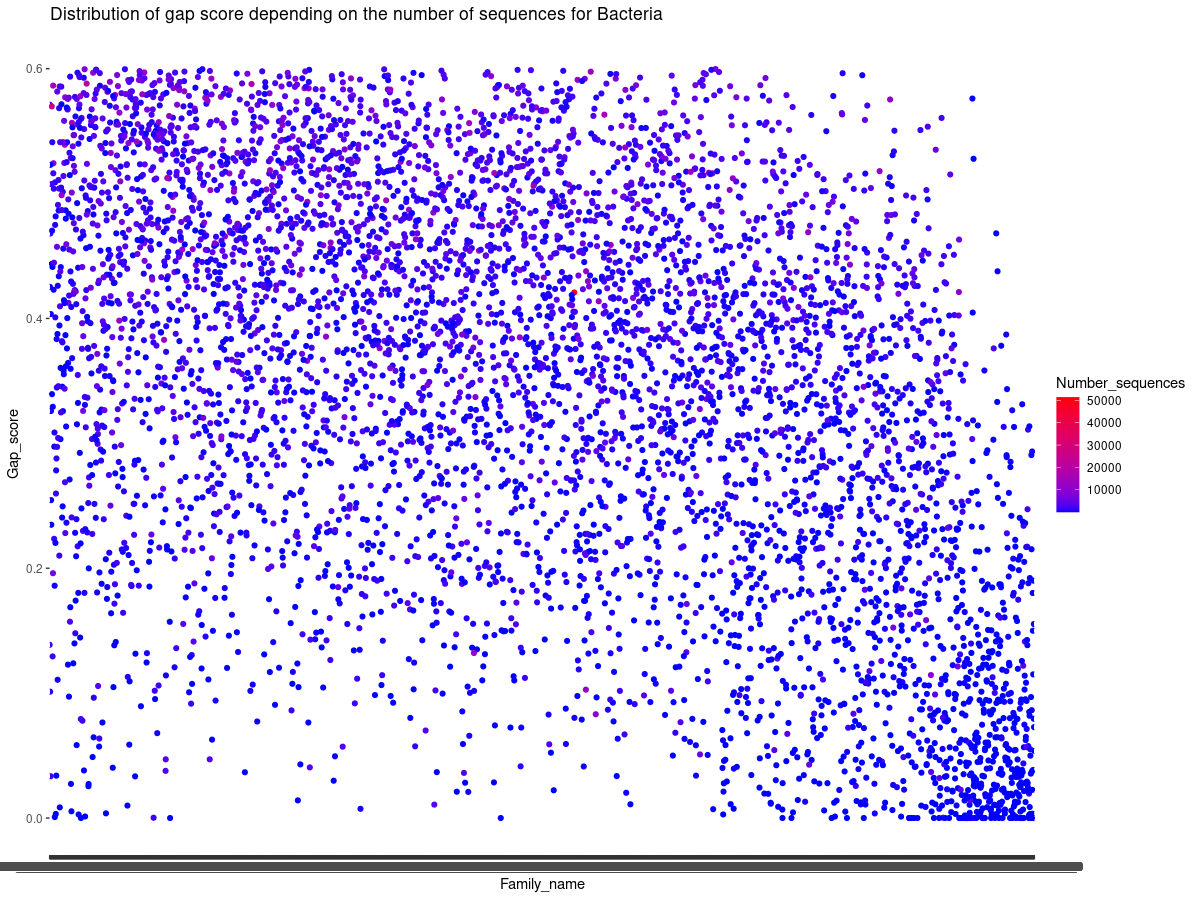 Distribution of gap score depending on the number of sequences for Bacteria
0.6
0.4
0.2
0.0
Gap_score
Family_name
Number_sequences
50000
40000
30000
20000
10000